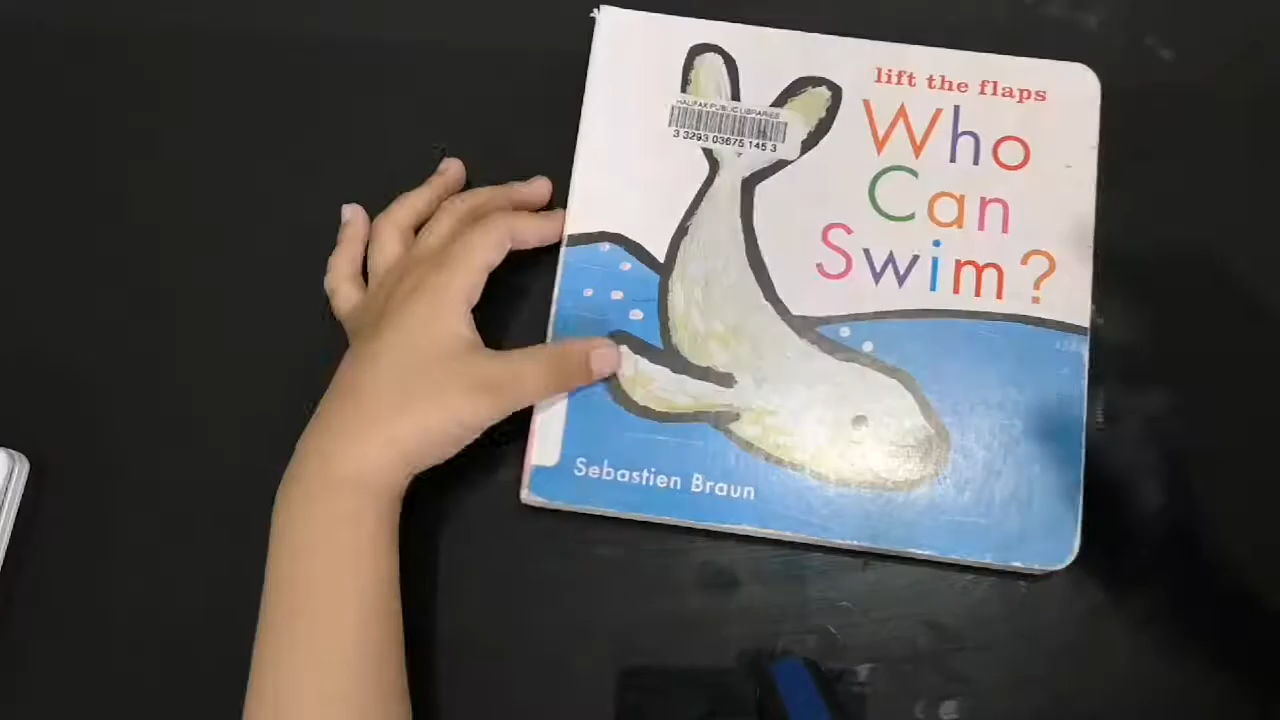 lift the flaps
Who
Can
Swim?
HALIFAX PUBLIC LIBRARIES
3 3293 03675 145 3
Sebastien Braun